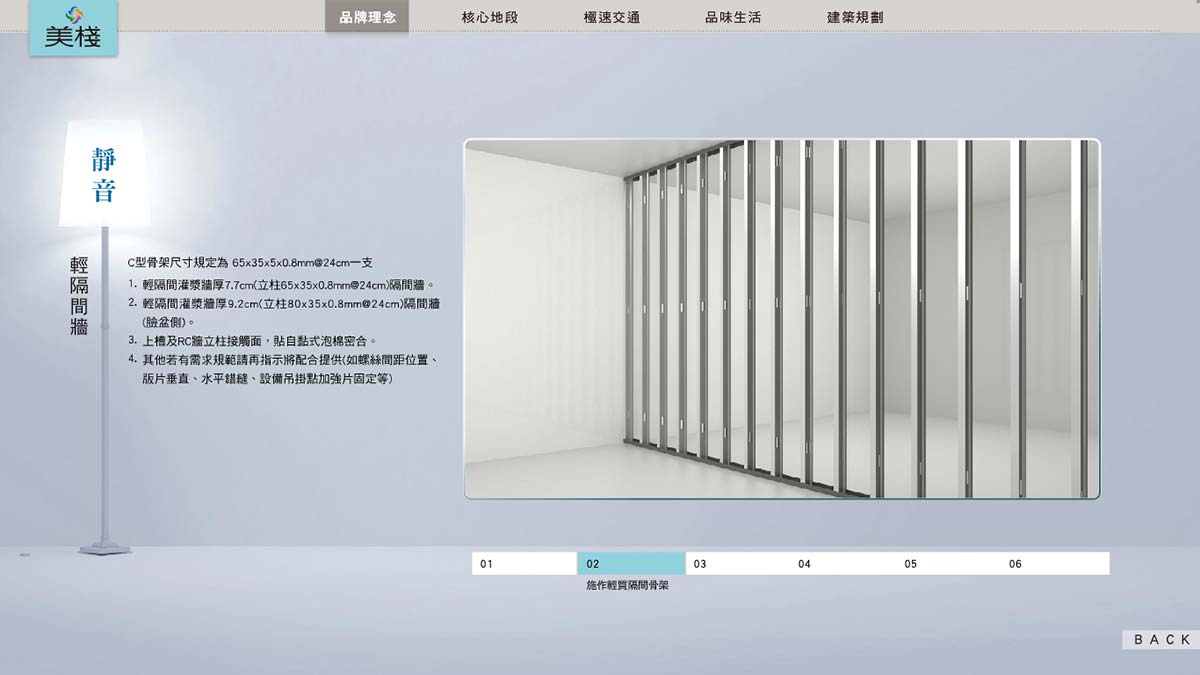 美棧
品牌理念
核心地段
極速交通
品味生活
建築規劃
靜音
輕隔間牆
C型骨架尺寸規定為 65x35x5x0.8mm@24cm一支
1. 輕隔間灌漿牆厚7.7cm(立柱65x35x0.8mm@24cm)隔間牆。
2. 輕隔間灌漿牆厚9.2cm(立柱80x35x0.8mm@24cm)隔間牆
(臉盆側)。
3. 上槽及RC牆立柱接觸面，貼自黏式泡棉密合。
4. 其他若有需求規範請再指示將配合提供(如螺絲間距位置、
版片垂直、水平錯縫、設備吊掛點加強片固定等)
01
02
03
04
05
06
施作輕質隔間骨架
BACK